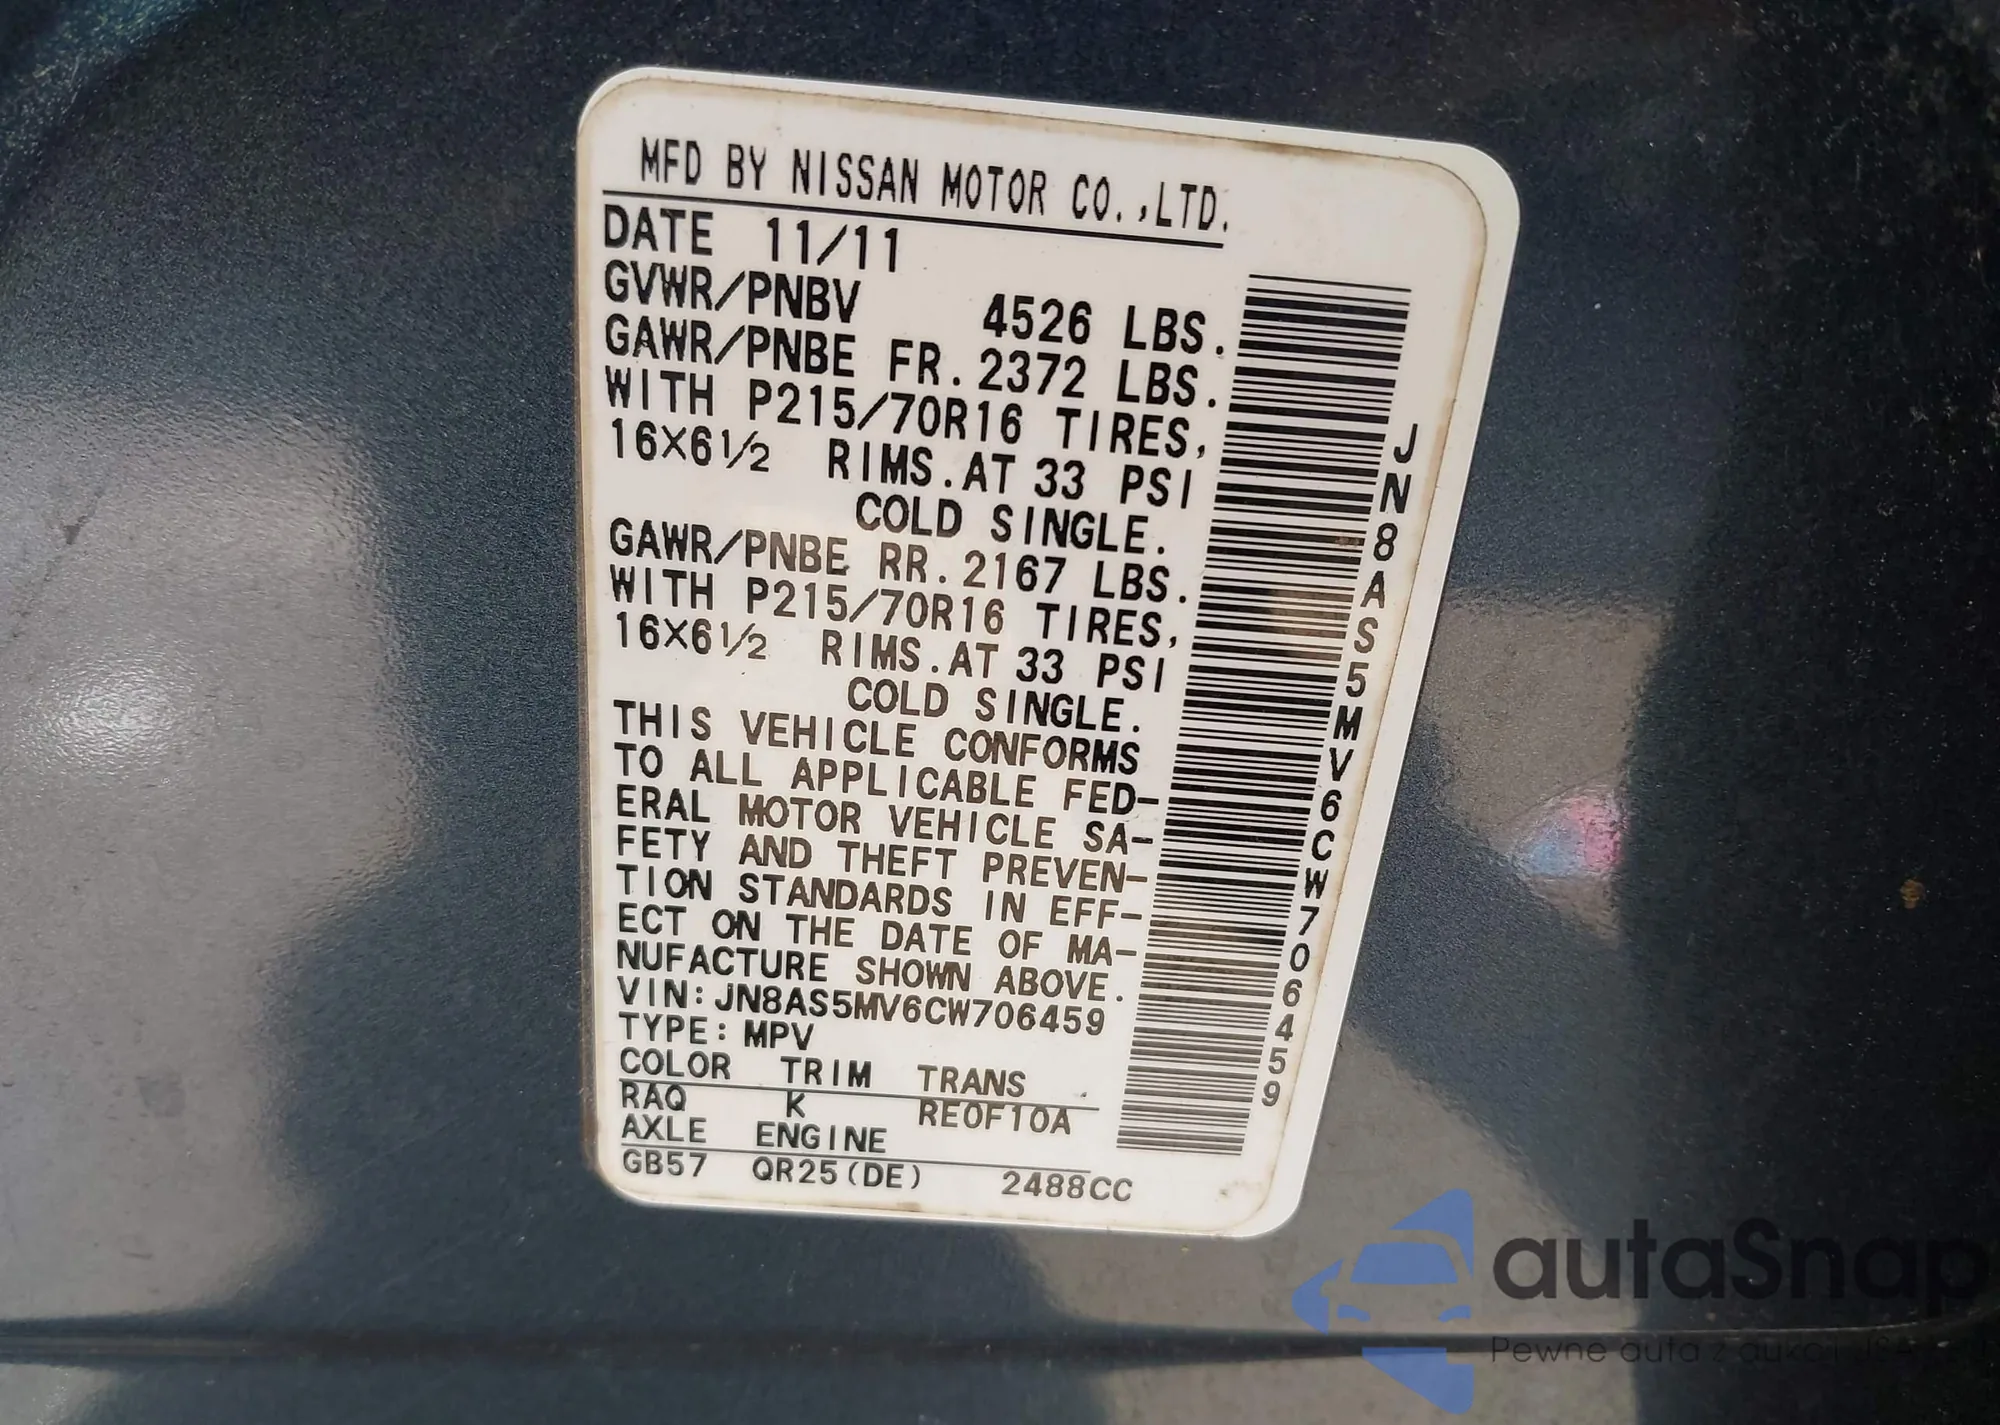 MFD BY NISSAN MOTOR CO.,LTD.
DATE 11/11
GVWR/PNBV 4526 LBS.
GAWR/PNBE FR. 2372 LBS.
WITH P215/70R16 TIRES,
16X6½ RIMS.AT 33 PSI
COLD SINGLE.
GAWR/PNBE RR. 2167 LBS.
WITH P215/70R16 TIRES,
16X6½ RIMS.AT 33 PSI
COLD SINGLE.
THIS VEHICLE CONFORMS
TO ALL APPLICABLE FED-
ERAL MOTOR VEHICLE SA-
FETY AND THEFT PREVEN-
TION STANDARDS IN EFF-
ECT ON THE DATE OF MA-
NUFACTURE SHOWN ABOVE.
VIN: JN8AS5MV6CW706459
TYPE: MPV
COLOR TRIM TRANS
RAQ K RE0F10A
AXLE ENGINE
GB57 QR25(DE) 2488CC
JN8AS5MV6CW706459
autaSnap
Pewne auta z aukcji